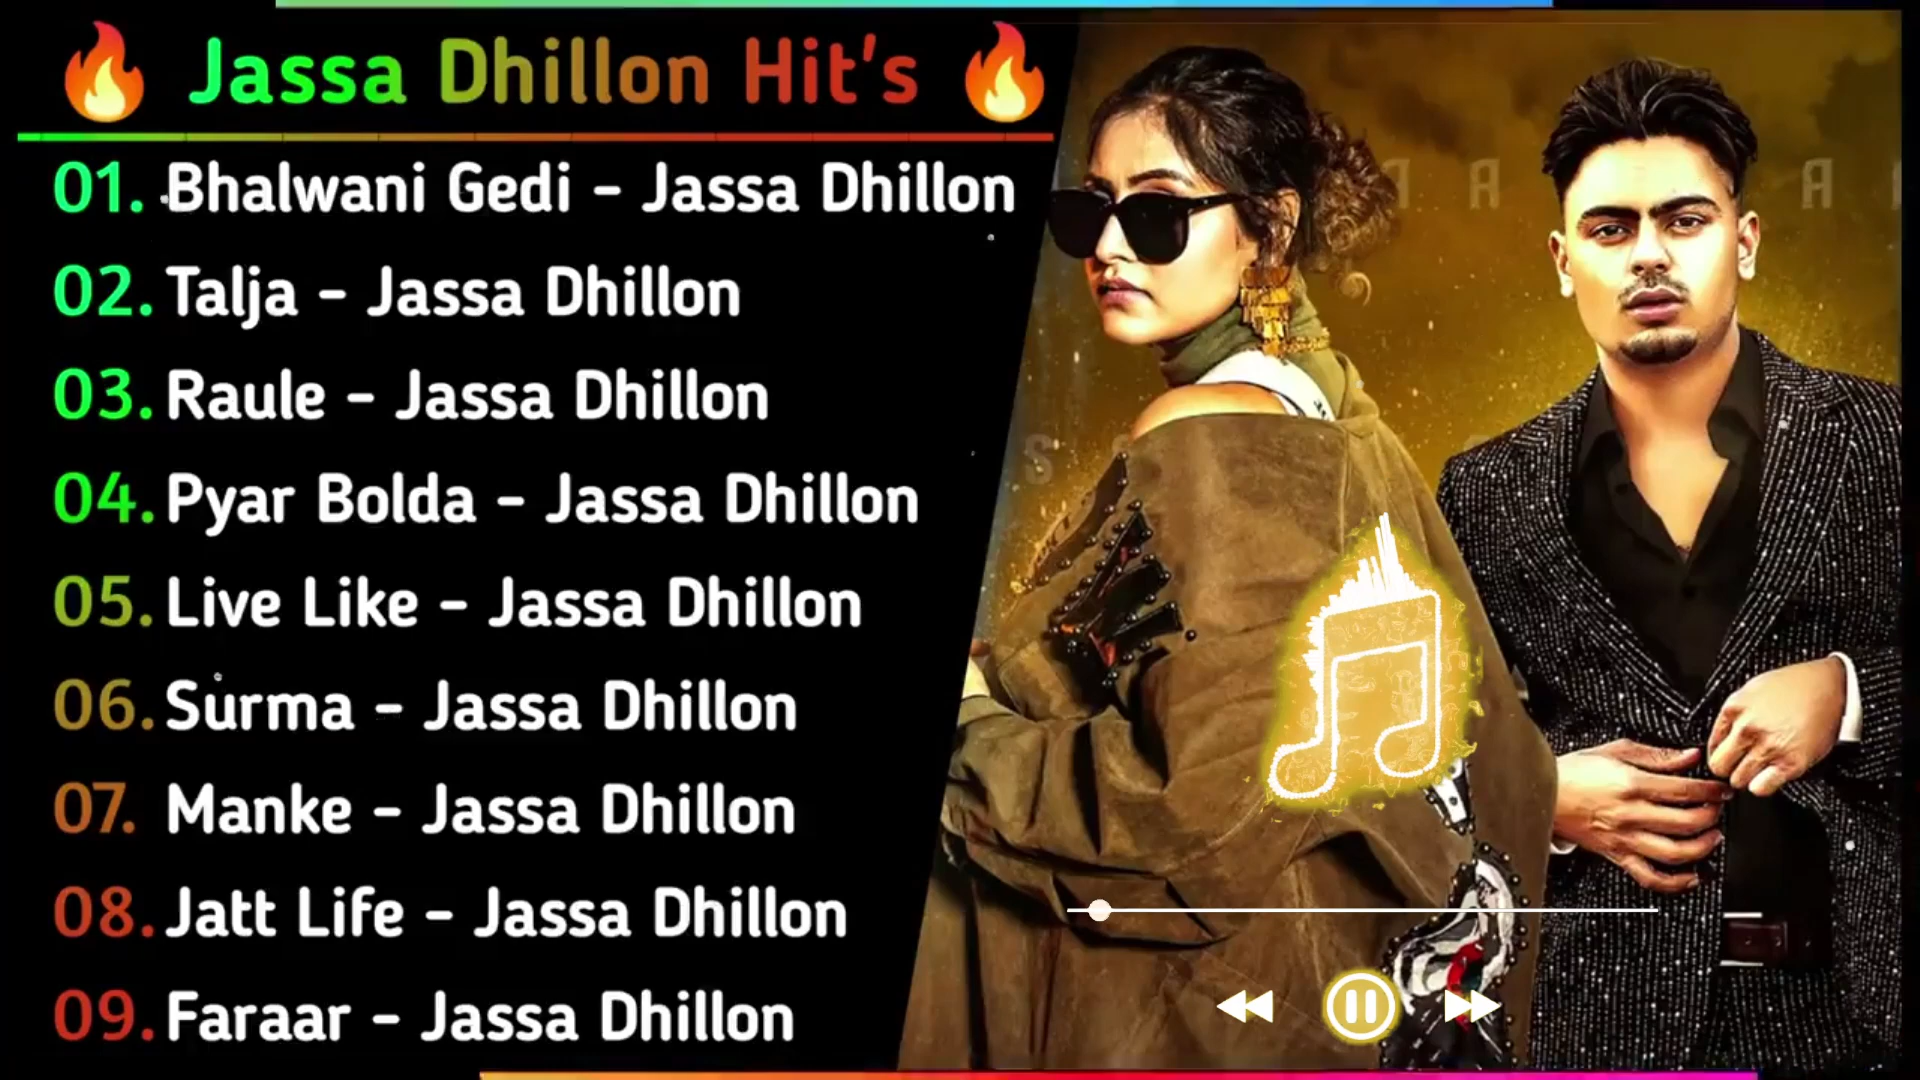 🔥 Jassa Dhillon Hit's 🔥
01. Bhalwani Gedi - Jassa Dhillon
02. Talja - Jassa Dhillon
03. Raule - Jassa Dhillon
04. Pyar Bolda - Jassa Dhillon
05. Live Like - Jassa Dhillon
06. Surma - Jassa Dhillon
07. Manke - Jassa Dhillon
08. Jatt Life - Jassa Dhillon
09. Faraar - Jassa Dhillon